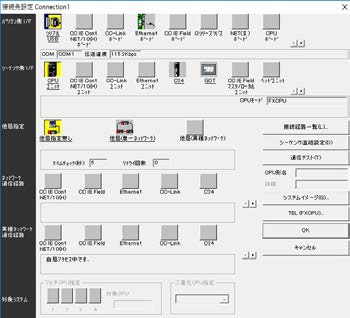 接続先設定 Connection1
パソコン側 I/F
シリアル USB
CC IE Cont NET/10(H) ボード
CC-Link ボード
Ethernet ボード
CC IE Field ボード
Qシリーズバス
NET(II) ボード
PLC ボード
COM COM 1 伝送速度 115.2Kbps
シーケンサ側 I/F
CPU ユニット
CC IE Cont NET/10(H) ユニット
CC-Link ユニット
Ethernet ユニット
C24
GOT
CC IE Field マスタ/ローカル ユニット
ヘッドユニット
CPUモード FXCPU
他局指定
他局指定無し
他局(単一ネットワーク)
他局(異種ネットワーク)
タイムチェック(秒) 5 リトライ回数 0
ネットワーク 通信経路
CC IE Cont NET/10(H)
CC IE Field
Ethernet
CC-Link
C24
異種ネットワーク 通信経路
CC IE Cont NET/10(H)
CC IE Field
Ethernet
CC-Link
C24
自局アクセス中です。
対象システム
マルチCPU指定
1 2 3 4
対象CPU
二重化CPU指定
接続経路一覧(L)...
シーケンサ直結設定(D)
通信テスト(T)
CPU形名
詳細
システムイメージ(G)...
TEL (FXCPU)...
OK
キャンセル